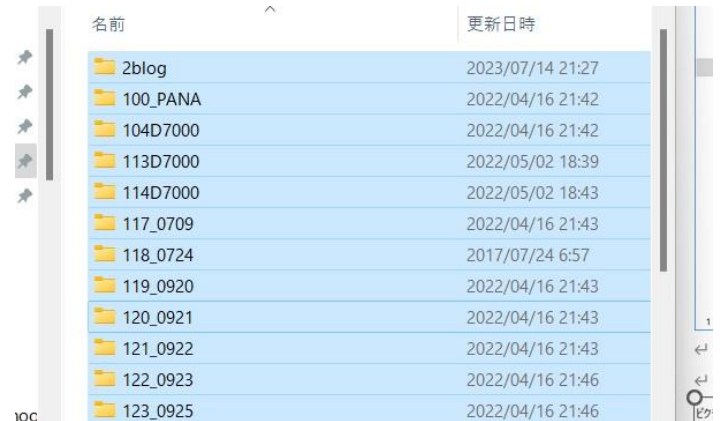 名前 更新日時
2blog 2023/07/14 21:27
100_PANA 2022/04/16 21:42
104D7000 2022/04/16 21:42
113D7000 2022/05/02 18:39
114D7000 2022/05/02 18:43
117_0709 2022/04/16 21:43
118_0724 2017/07/24 6:57
119_0920 2022/04/16 21:43
120_0921 2022/04/16 21:43
1
121_0922 2022/04/16 21:43
122_0923 2022/04/16 21:46
123_0925 2022/04/16 21:46